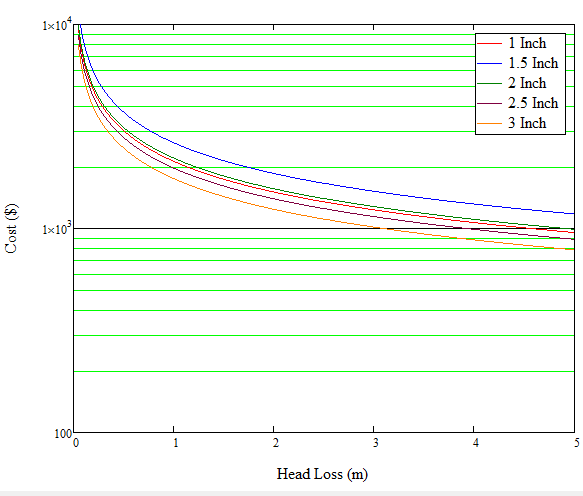 1×10⁴
1 Inch
1.5 Inch
2 Inch
2.5 Inch
3 Inch
Cost ($)
1×10³
100
0 1 2 3 4 5
Head Loss (m)